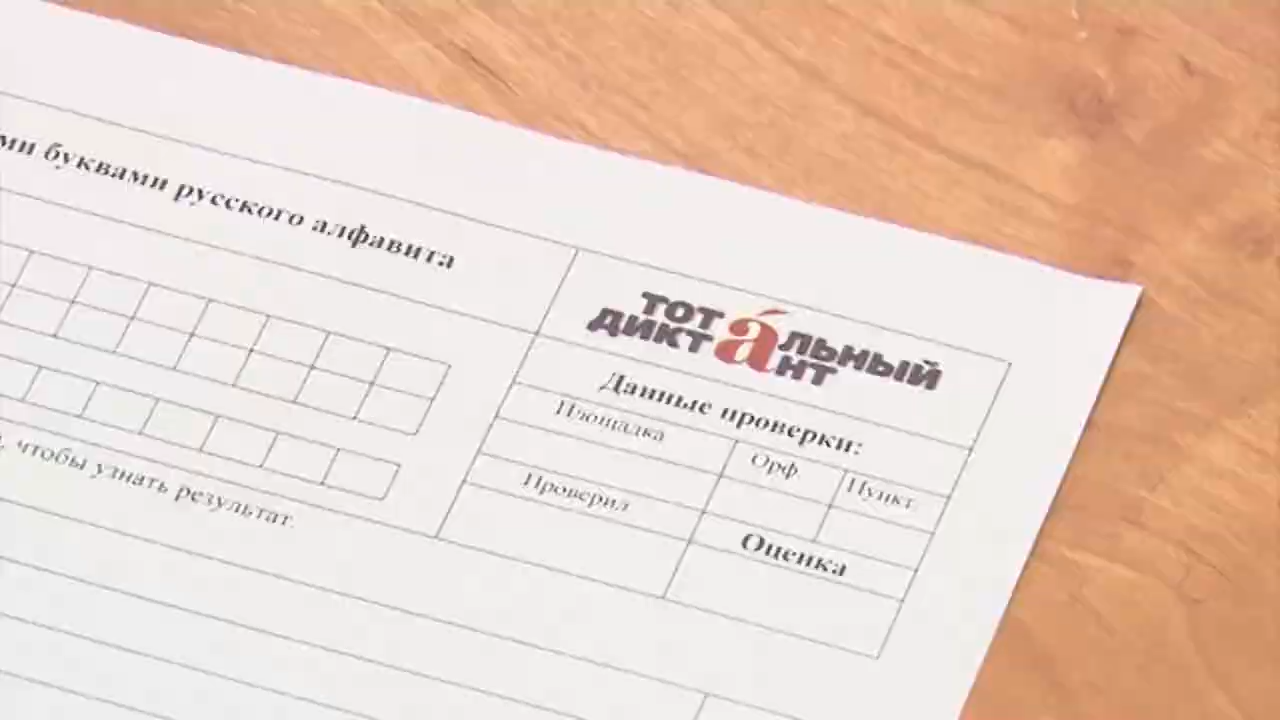 ми буквами русского алфавита
чтобы узнать результат.
ТОТАЛЬНЫЙ
ДИКТАНТ
Данные проверки:
Площадка
Орф.
Пункт.
Проверил
Оценка